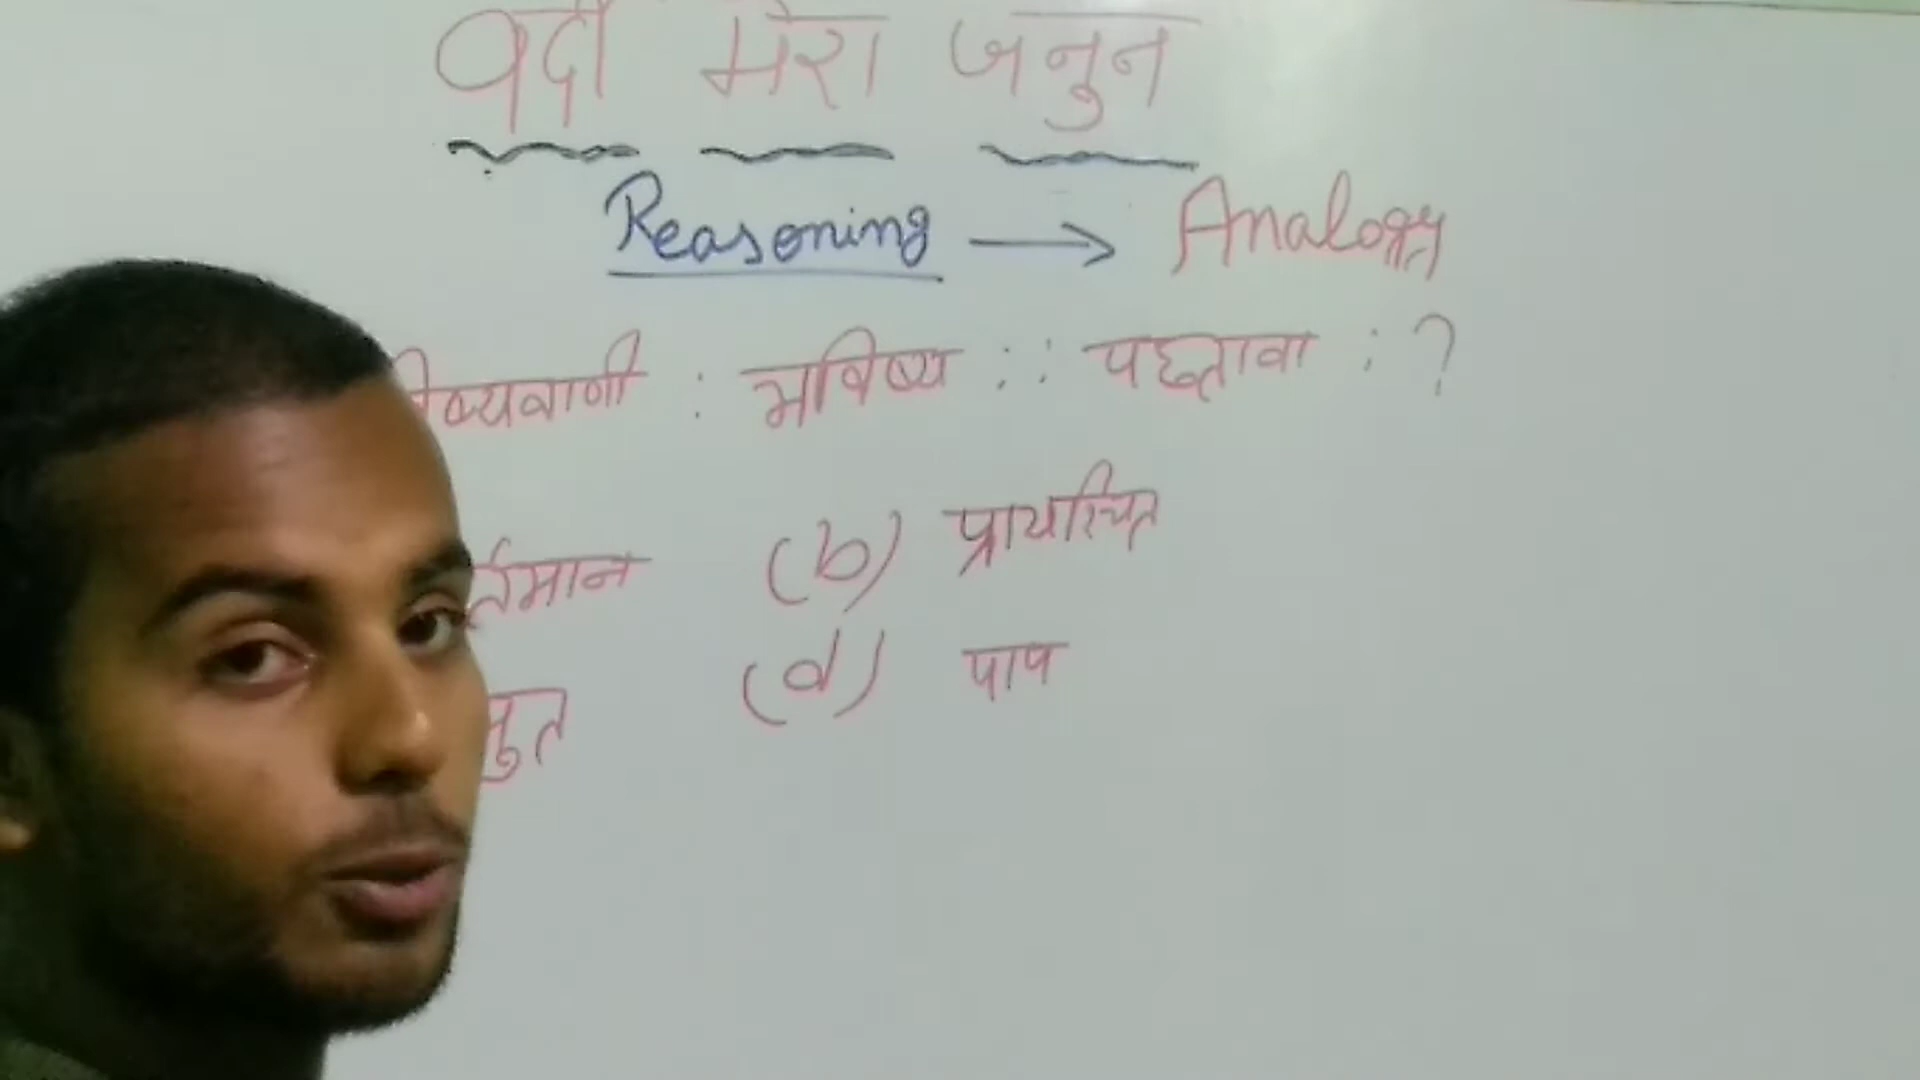 वर्दी मेरा जनुन
Reasoning → Analogy
: भविष्य :: पछतावा : ?
(b) प्रायश्चित
(d) पाप